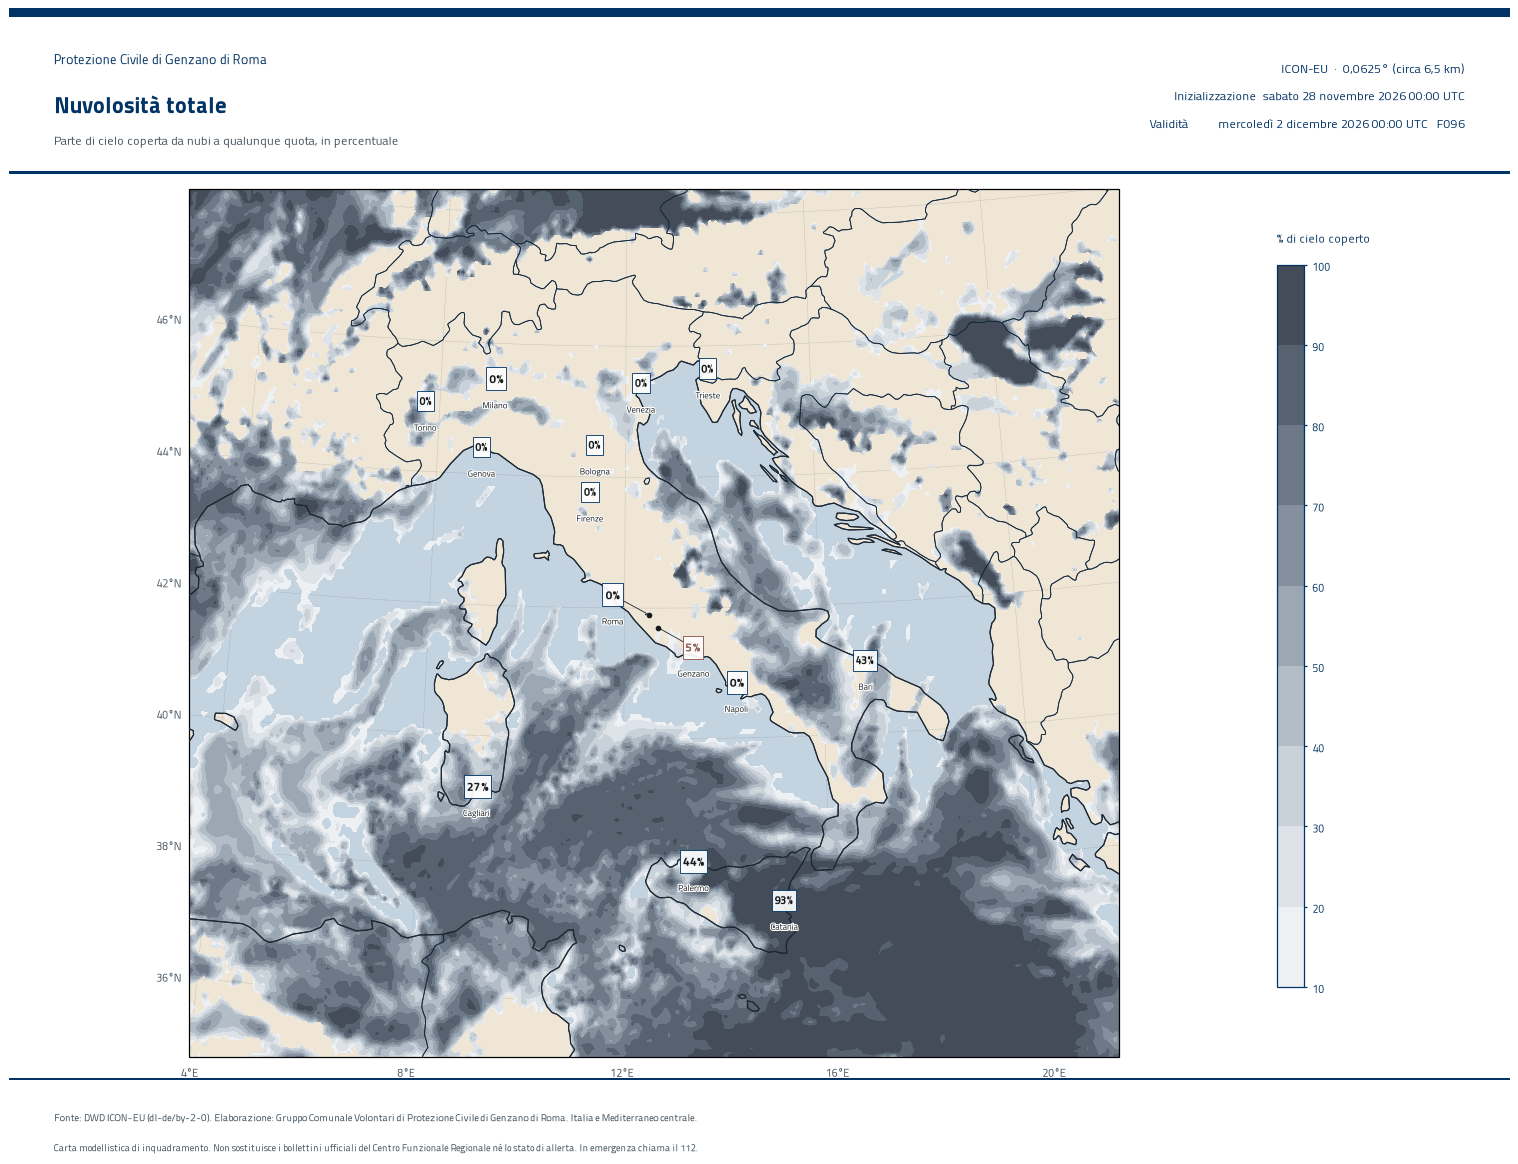 Protezione Civile di Genzano di Roma
Nuvolosità totale
Parte di cielo coperta da nubi a qualunque quota, in percentuale
ICON-EU · 0,0625° (circa 6,5 km)
Inizializzazione sabato 28 novembre 2026 00:00 UTC
Validità mercoledì 2 dicembre 2026 00:00 UTC F096
% di cielo coperto
100
90
80
70
60
50
40
30
20
10
46°N
44°N
42°N
40°N
38°N
36°N
4°E
8°E
12°E
16°E
20°E
0%
Torino
0%
Milano
0%
Venezia
0%
Trieste
0%
Genova
0%
Bologna
0%
Firenze
0%
Roma
5%
Genzano
0%
Napoli
43%
Bari
27%
Cagliari
44%
Palermo
93%
Catania
Fonte: DWD ICON-EU (dl-de/by-2-0). Elaborazione: Gruppo Comunale Volontari di Protezione Civile di Genzano di Roma. Italia e Mediterraneo centrale.
Carta modellistica di inquadramento. Non sostituisce i bollettini ufficiali del Centro Funzionale Regionale né lo stato di allerta. In emergenza chiama il 112.